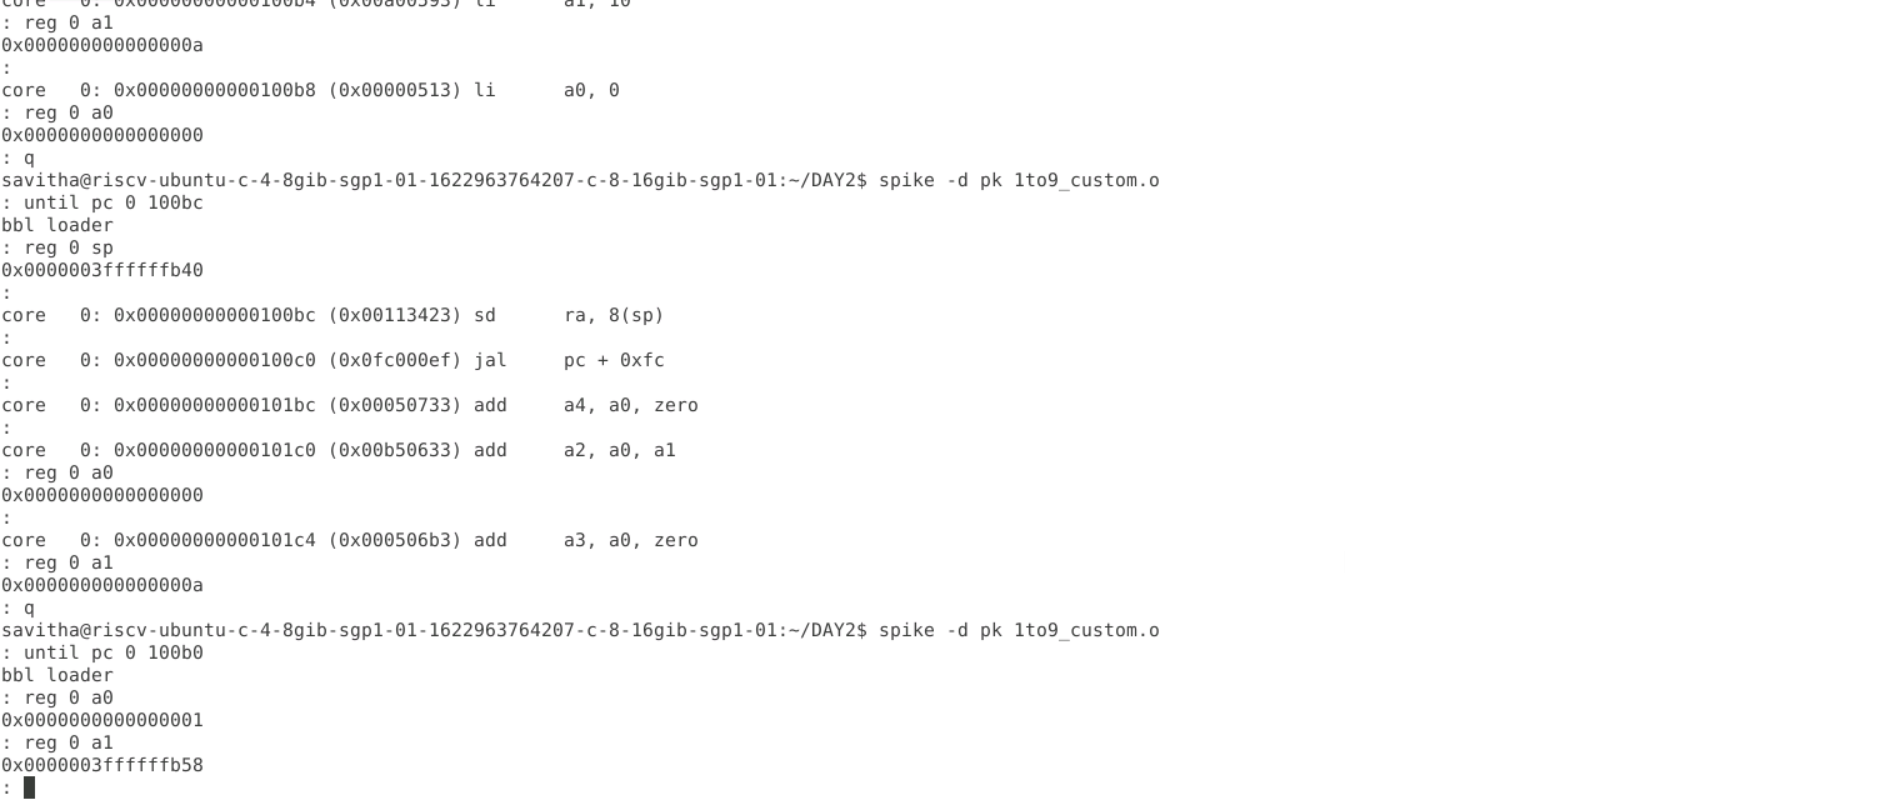 core   0: 0x00000000000100b4 (0x00a00593) li      a1, 10
: reg 0 a1
0x000000000000000a
:
core   0: 0x00000000000100b8 (0x00000513) li      a0, 0
: reg 0 a0
0x0000000000000000
: q
savitha@riscv-ubuntu-c-4-8gib-sgp1-01-1622963764207-c-8-16gib-sgp1-01:~/DAY2$ spike -d pk 1to9_custom.o
: until pc 0 100bc
bbl loader
: reg 0 sp
0x0000003ffffffb40
:
core   0: 0x00000000000100bc (0x00113423) sd      ra, 8(sp)
:
core   0: 0x00000000000100c0 (0x0fc000ef) jal     pc + 0xfc
:
core   0: 0x00000000000101bc (0x00050733) add     a4, a0, zero
:
core   0: 0x00000000000101c0 (0x00b50633) add     a2, a0, a1
: reg 0 a0
0x0000000000000000
:
core   0: 0x00000000000101c4 (0x000506b3) add     a3, a0, zero
: reg 0 a1
0x000000000000000a
: q
savitha@riscv-ubuntu-c-4-8gib-sgp1-01-1622963764207-c-8-16gib-sgp1-01:~/DAY2$ spike -d pk 1to9_custom.o
: until pc 0 100b0
bbl loader
: reg 0 a0
0x0000000000000001
: reg 0 a1
0x0000003ffffffb58
: